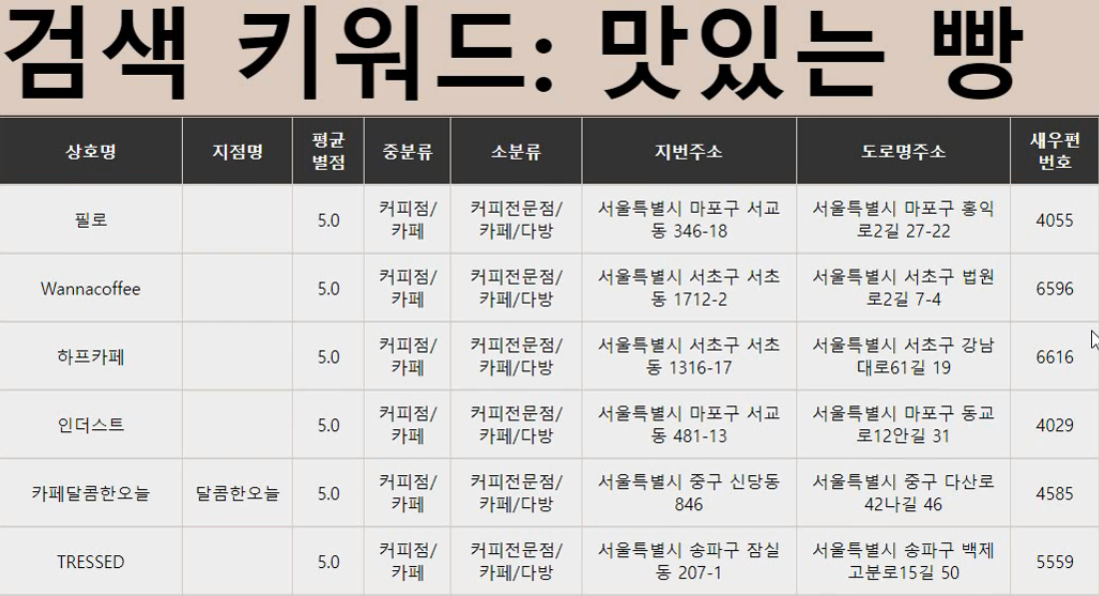 검색 키워드: 맛있는 빵
상호명 지점명 평균 별점 중분류 소분류 지번주소 도로명주소 새우편 번호
필로 5.0 커피점/ 카페 커피전문점/ 카페/다방 서울특별시 마포구 서교 동 346-18 서울특별시 마포구 홍익 로2길 27-22 4055
Wannacoffee 5.0 커피점/ 카페 커피전문점/ 카페/다방 서울특별시 서초구 서초 동 1712-2 서울특별시 서초구 법원 로2길 7-4 6596
하프카페 5.0 커피점/ 카페 커피전문점/ 카페/다방 서울특별시 서초구 서초 동 1316-17 서울특별시 서초구 강남 대로61길 19 6616
인더스트 5.0 커피점/ 카페 커피전문점/ 카페/다방 서울특별시 마포구 서교 동 481-13 서울특별시 마포구 동교 로12안길 31 4029
카페달콤한오늘 달콤한오늘 5.0 커피점/ 카페 커피전문점/ 카페/다방 서울특별시 중구 신당동 846 서울특별시 중구 다산로 42나길 46 4585
TRESSED 5.0 커피점/ 카페 커피전문점/ 카페/다방 서울특별시 송파구 잠실 동 207-1 서울특별시 송파구 백제 고분로15길 50 5559